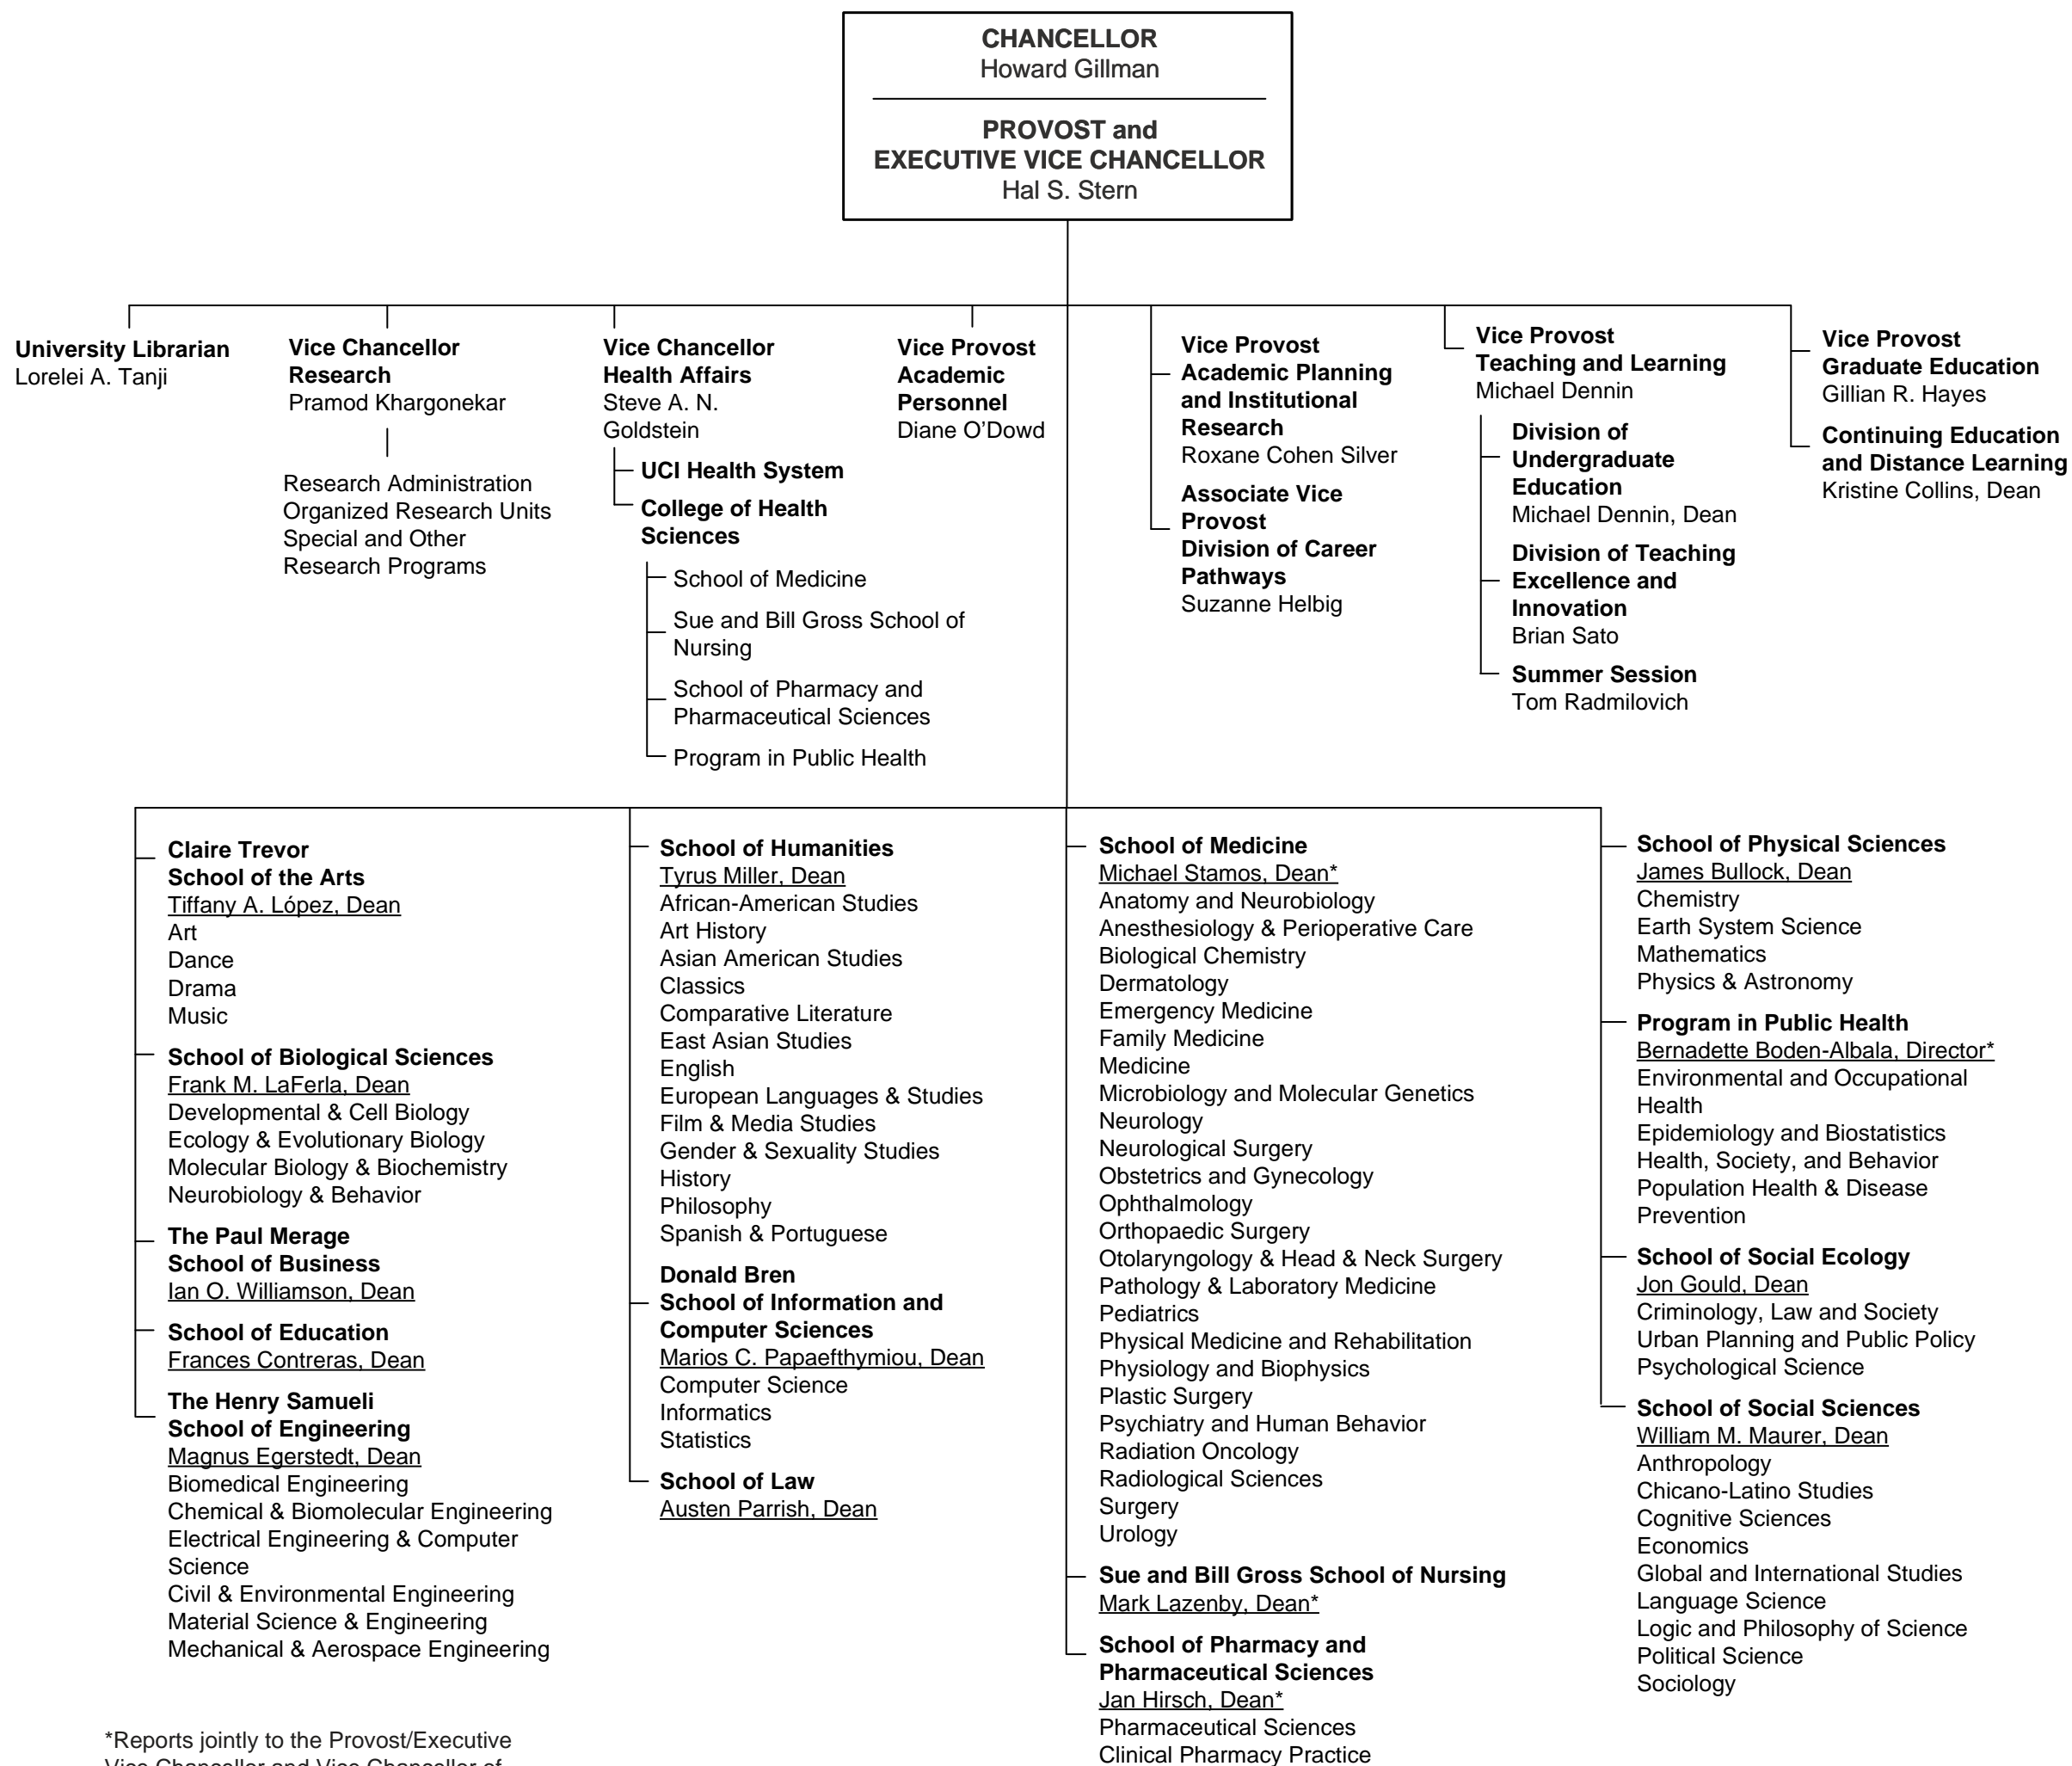 CHANCELLOR
Howard Gillman
PROVOST and
EXECUTIVE VICE CHANCELLOR
Hal S. Stern
University Librarian
Lorelei A. Tanji
Vice Chancellor
Research
Pramod Khargonekar
Research Administration
Organized Research Units
Special and Other
Research Programs
Vice Chancellor
Health Affairs
Steve A. N.
Goldstein
UCI Health System
College of Health
Sciences
School of Medicine
Sue and Bill Gross School of
Nursing
School of Pharmacy and
Pharmaceutical Sciences
Program in Public Health
Vice Provost
Academic
Personnel
Diane O’Dowd
Vice Provost
Academic Planning
and Institutional
Research
Roxane Cohen Silver
Associate Vice
Provost
Division of Career
Pathways
Suzanne Helbig
Vice Provost
Teaching and Learning
Michael Dennin
Division of
Undergraduate
Education
Michael Dennin, Dean
Division of Teaching
Excellence and
Innovation
Brian Sato
Summer Session
Tom Radmilovich
Vice Provost
Graduate Education
Gillian R. Hayes
Continuing Education
and Distance Learning
Kristine Collins, Dean
Claire Trevor
School of the Arts
Tiffany A. López, Dean
Art
Dance
Drama
Music
School of Biological Sciences
Frank M. LaFerla, Dean
Developmental & Cell Biology
Ecology & Evolutionary Biology
Molecular Biology & Biochemistry
Neurobiology & Behavior
The Paul Merage
School of Business
Ian O. Williamson, Dean
School of Education
Frances Contreras, Dean
The Henry Samueli
School of Engineering
Magnus Egerstedt, Dean
Biomedical Engineering
Chemical & Biomolecular Engineering
Electrical Engineering & Computer
Science
Civil & Environmental Engineering
Material Science & Engineering
Mechanical & Aerospace Engineering
School of Humanities
Tyrus Miller, Dean
African-American Studies
Art History
Asian American Studies
Classics
Comparative Literature
East Asian Studies
English
European Languages & Studies
Film & Media Studies
Gender & Sexuality Studies
History
Philosophy
Spanish & Portuguese
Donald Bren
School of Information and
Computer Sciences
Marios C. Papaefthymiou, Dean
Computer Science
Informatics
Statistics
School of Law
Austen Parrish, Dean
School of Medicine
Michael Stamos, Dean*
Anatomy and Neurobiology
Anesthesiology & Perioperative Care
Biological Chemistry
Dermatology
Emergency Medicine
Family Medicine
Medicine
Microbiology and Molecular Genetics
Neurology
Neurological Surgery
Obstetrics and Gynecology
Ophthalmology
Orthopaedic Surgery
Otolaryngology & Head & Neck Surgery
Pathology & Laboratory Medicine
Pediatrics
Physical Medicine and Rehabilitation
Physiology and Biophysics
Plastic Surgery
Psychiatry and Human Behavior
Radiation Oncology
Radiological Sciences
Surgery
Urology
Sue and Bill Gross School of Nursing
Mark Lazenby, Dean*
School of Pharmacy and
Pharmaceutical Sciences
Jan Hirsch, Dean*
Pharmaceutical Sciences
Clinical Pharmacy Practice
School of Physical Sciences
James Bullock, Dean
Chemistry
Earth System Science
Mathematics
Physics & Astronomy
Program in Public Health
Bernadette Boden-Albala, Director*
Environmental and Occupational
Health
Epidemiology and Biostatistics
Health, Society, and Behavior
Population Health & Disease
Prevention
School of Social Ecology
Jon Gould, Dean
Criminology, Law and Society
Urban Planning and Public Policy
Psychological Science
School of Social Sciences
William M. Maurer, Dean
Anthropology
Chicano-Latino Studies
Cognitive Sciences
Economics
Global and International Studies
Language Science
Logic and Philosophy of Science
Political Science
Sociology
*Reports jointly to the Provost/Executive
Vice Chancellor and Vice Chancellor of